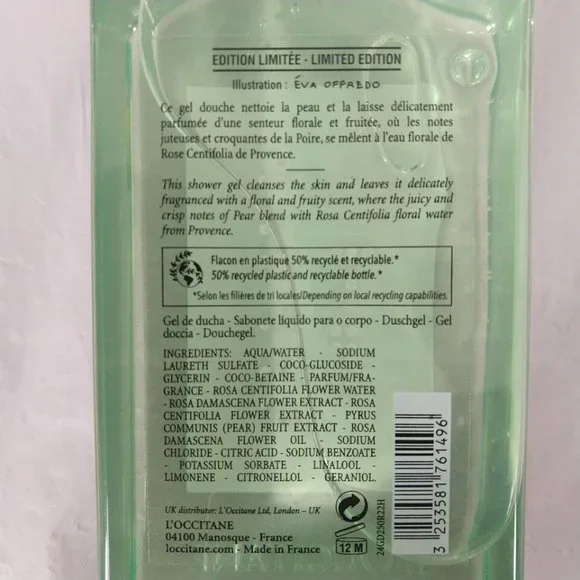 EDITION LIMITÉE - LIMITED EDITION
Illustration : ÉVA OFFREDO
Ce gel douche nettoie la peau et la laisse délicatement
parfumée d'une senteur florale et fruitée, où les notes
juteuses et croquantes de la Poire, se mêlent à l'eau florale de
Rose Centifolia de Provence.
This shower gel cleanses the skin and leaves it delicately
fragranced with a floral and fruity scent, where the juicy and
crisp notes of Pear blend with Rosa Centifolia floral water
from Provence.
Flacon en plastique 50% recyclé et recyclable.*
50% recycled plastic and recyclable bottle.*
*Selon les filières de tri locales/Depending on local recycling capabilities.
Gel de ducha - Sabonete líquido para o corpo - Duschgel - Gel
doccia - Douchegel.
INGREDIENTS: AQUA/WATER - SODIUM
LAURETH SULFATE - COCO-GLUCOSIDE -
GLYCERIN - COCO-BETAINE - PARFUM/FRA-
GRANCE - ROSA CENTIFOLIA FLOWER WATER
- ROSA DAMASCENA FLOWER EXTRACT - ROSA
CENTIFOLIA FLOWER EXTRACT - PYRUS
COMMUNIS (PEAR) FRUIT EXTRACT - ROSA
DAMASCENA FLOWER OIL - SODIUM
CHLORIDE - CITRIC ACID - SODIUM BENZOATE
- POTASSIUM SORBATE - LINALOOL -
LIMONENE - CITRONELLOL - GERANIOL.
UK distributor: L'Occitane Ltd, London – UK
L'OCCITANE
04100 Manosque - France
loccitane.com - Made in France
12 M
24GD250R22H
3 253581 761496